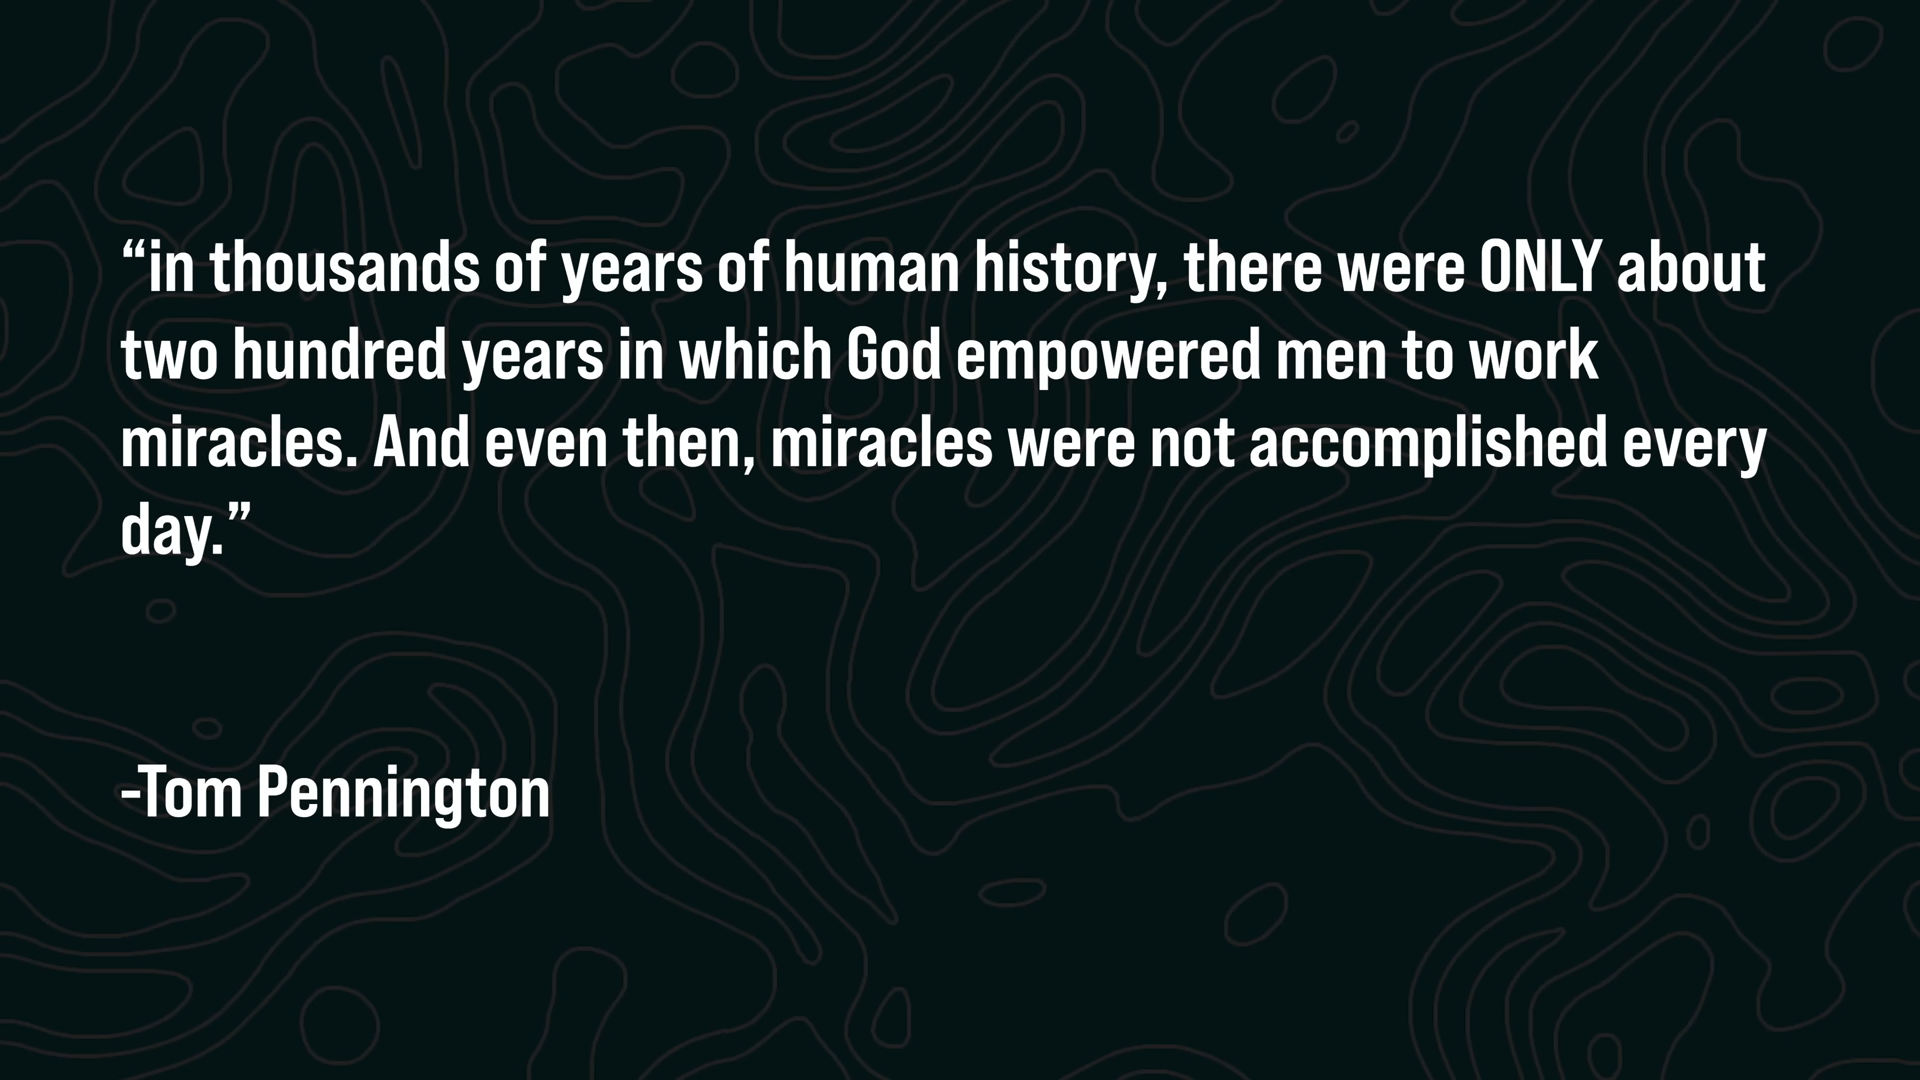 “in thousands of years of human history, there were ONLY about
two hundred years in which God empowered men to work
miracles. And even then, miracles were not accomplished every
day.”
-Tom Pennington